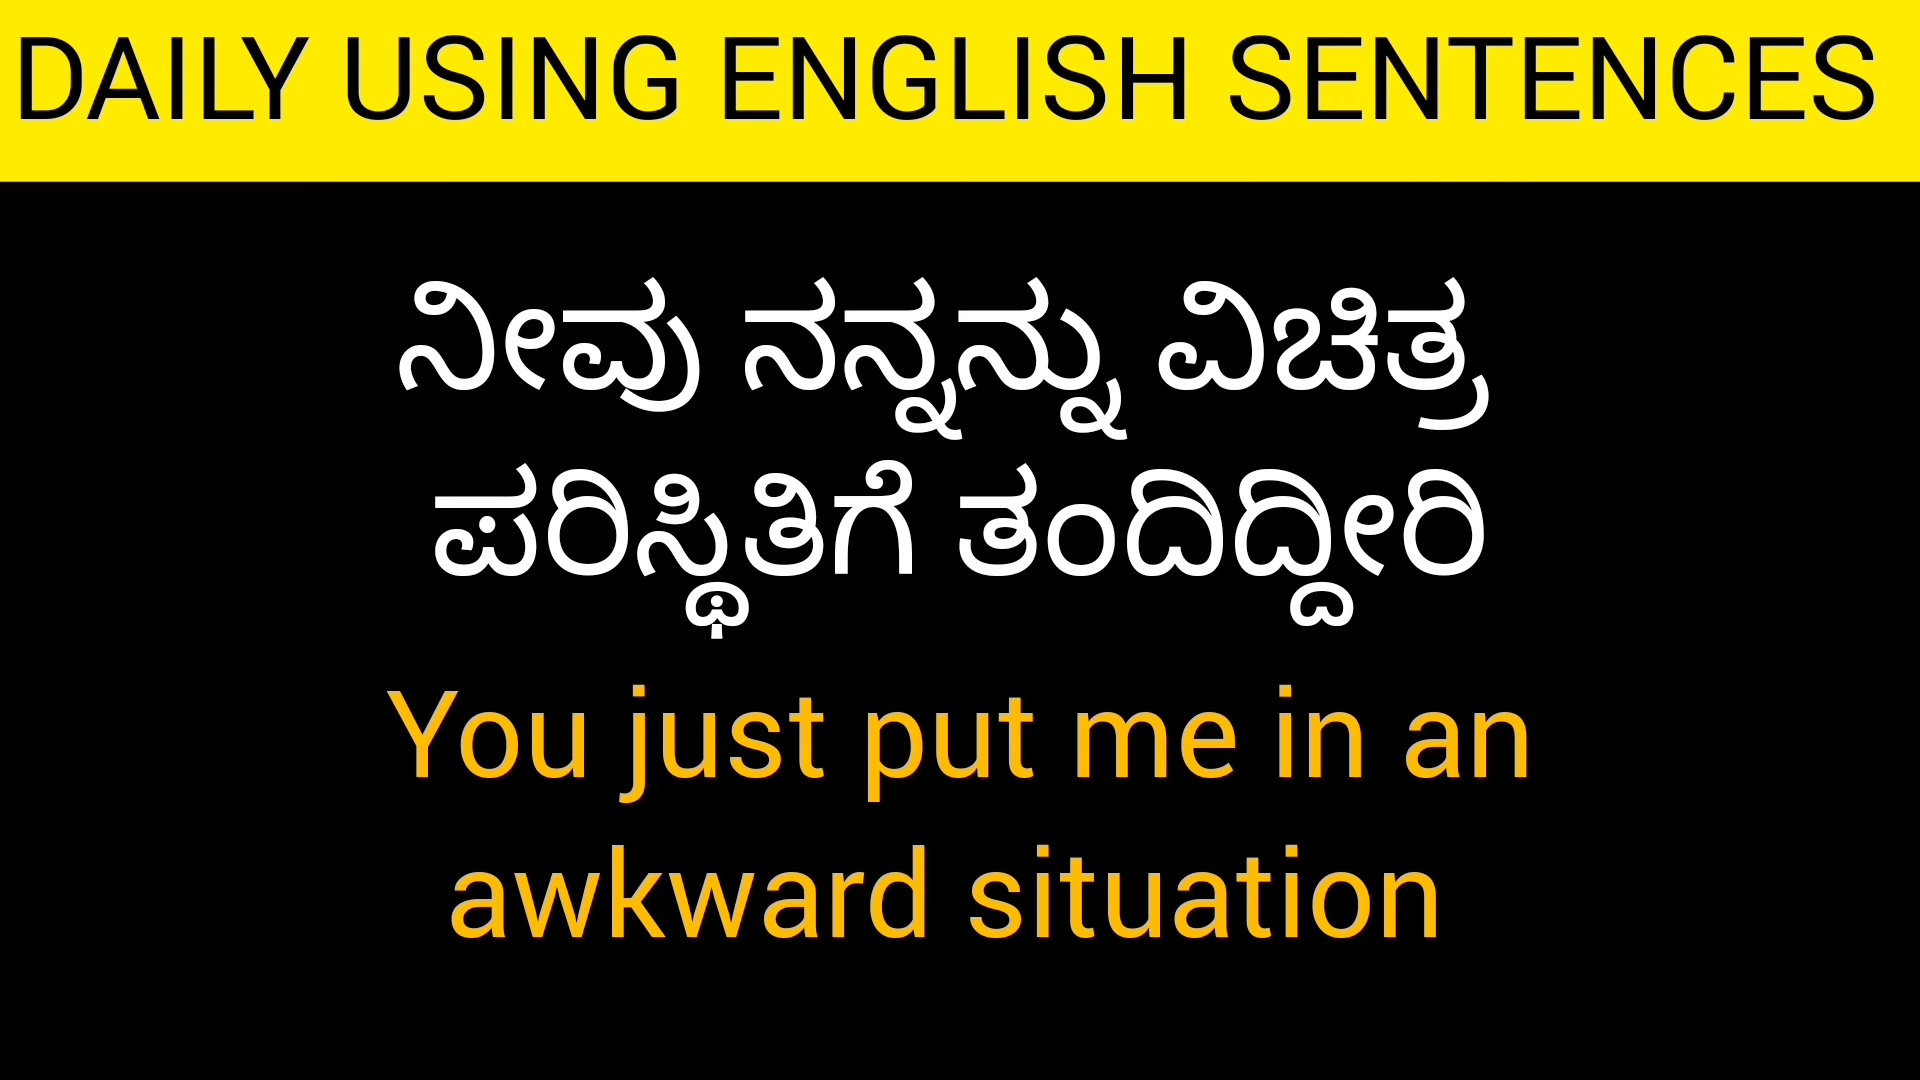 DAILY USING ENGLISH SENTENCES
ನೀವು ನನ್ನನ್ನು ವಿಚಿತ್ರ
ಪರಿಸ್ಥಿತಿಗೆ ತಂದಿದ್ದೀರಿ
You just put me in an
awkward situation